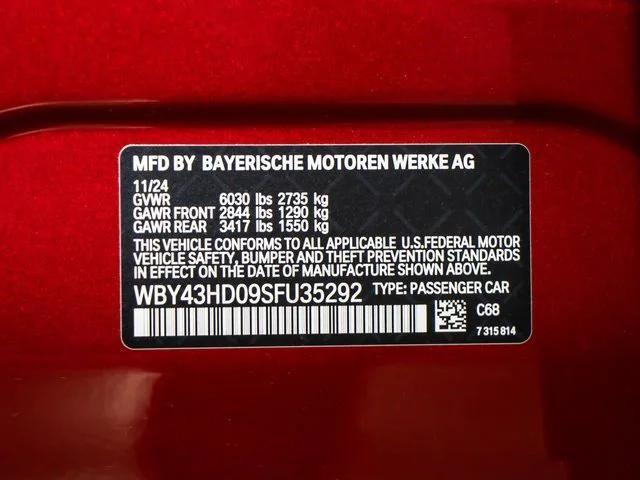 MFD BY BAYERISCHE MOTOREN WERKE AG
11/24
GVWR 6030 lbs 2735 kg
GAWR FRONT 2844 lbs 1290 kg
GAWR REAR 3417 lbs 1550 kg
THIS VEHICLE CONFORMS TO ALL APPLICABLE U.S.FEDERAL MOTOR
VEHICLE SAFETY, BUMPER AND THEFT PREVENTION STANDARDS
IN EFFECT ON THE DATE OF MANUFACTURE SHOWN ABOVE.
WBY43HD09SFU35292 TYPE: PASSENGER CAR
C68
7 315 814